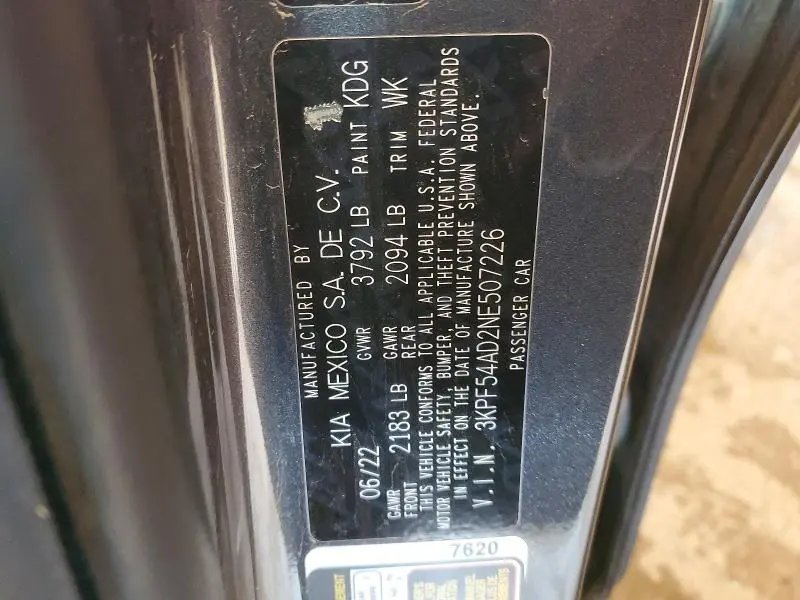 MANUFACTURED BY
KIA MEXICO S.A. DE C.V.
06/22 GVWR 3792 LB PAINT KDG
GAWR FRONT 2183 LB GAWR REAR 2094 LB TRIM WK
THIS VEHICLE CONFORMS TO ALL APPLICABLE U.S.A. FEDERAL
MOTOR VEHICLE SAFETY, BUMPER, AND THEFT PREVENTION STANDARDS
IN EFFECT ON THE DATE OF MANUFACTURE SHOWN ABOVE.
V.I.N. 3KPF54AD2NE507226
PASSENGER CAR
7620